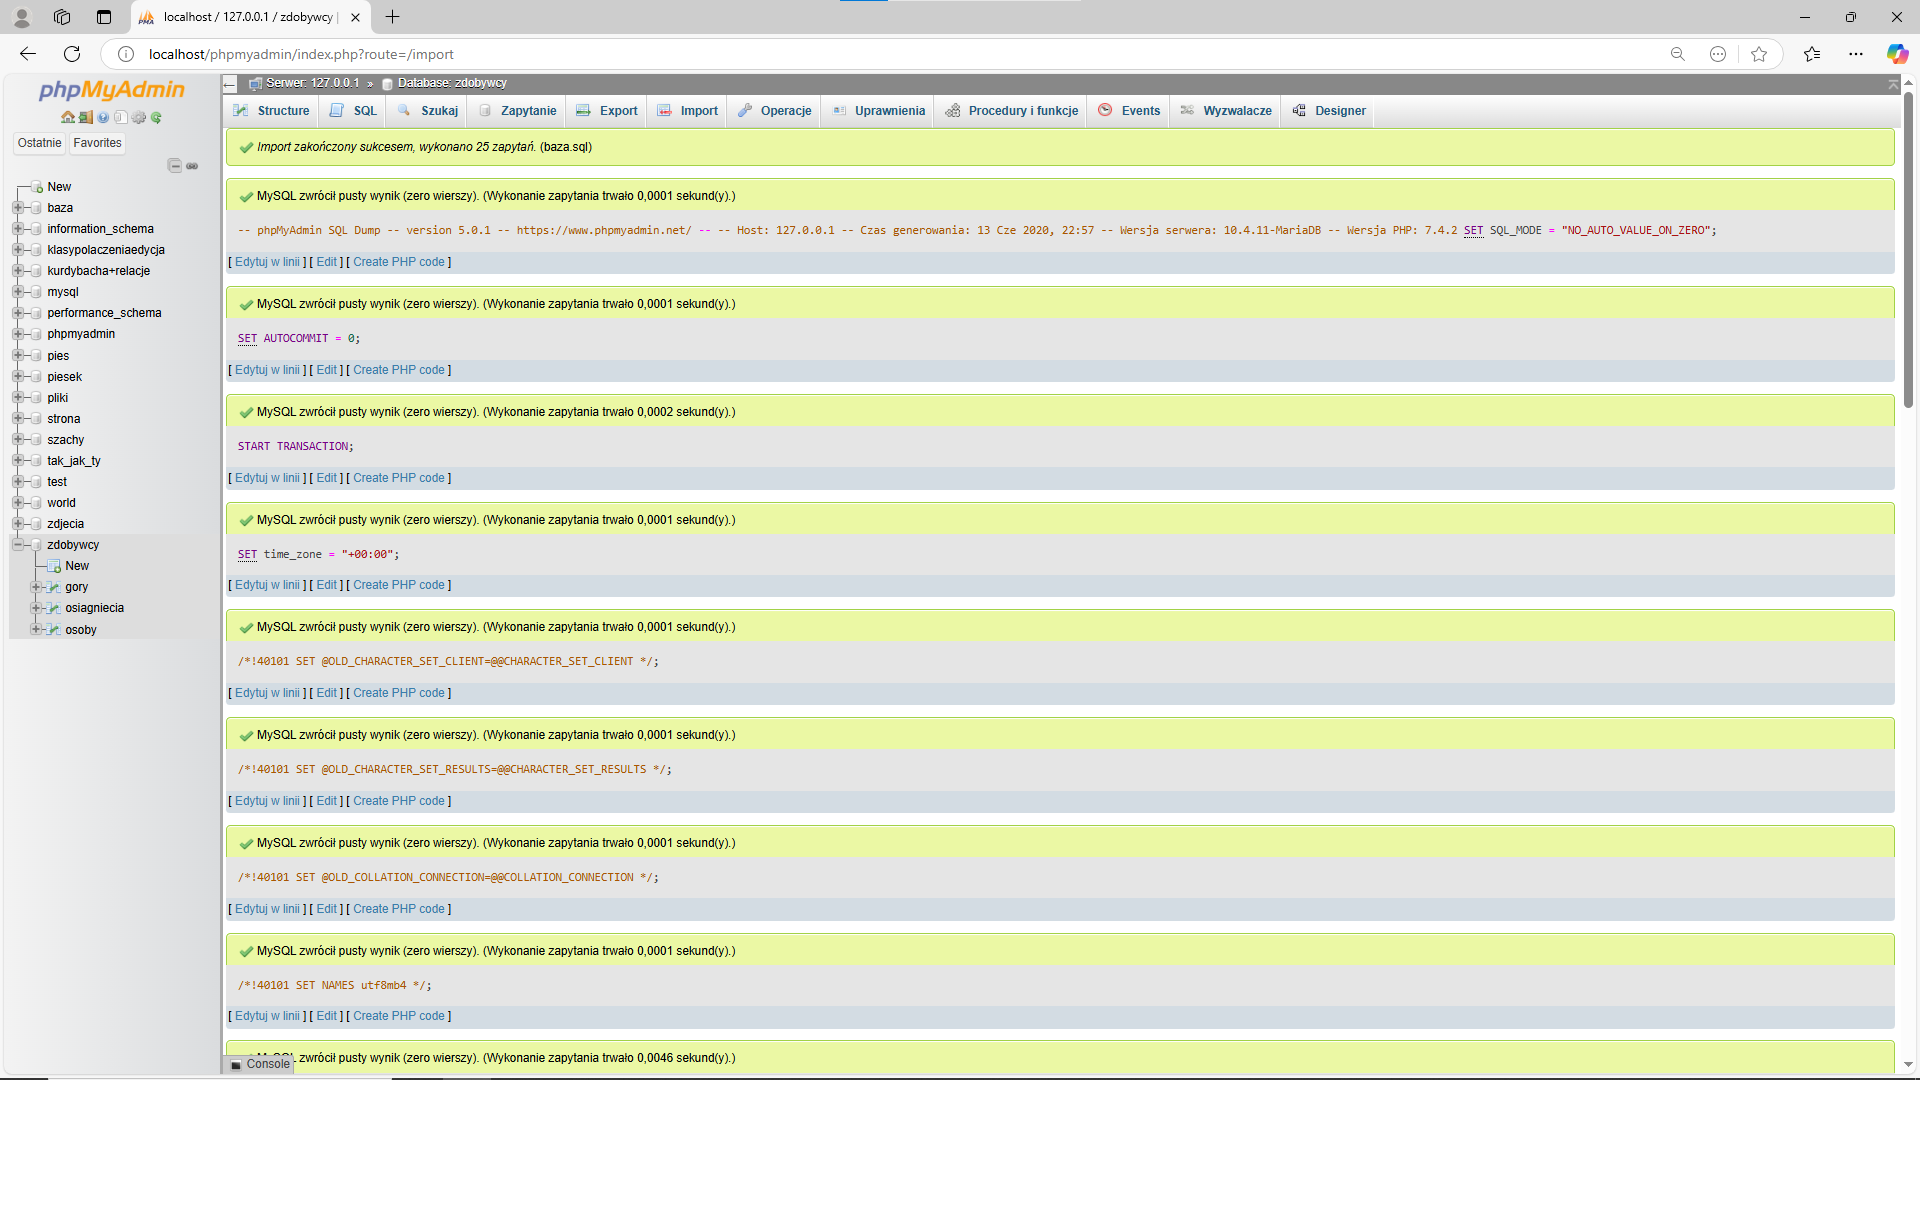 localhost / 127.0.0.1 / zdobywcy |
localhost/phpmyadmin/index.php?route=/import
phpMyAdmin
Ostatnie Favorites
New
baza
information_schema
klasypolaczeniaedycja
kurdybacha+relacje
mysql
performance_schema
phpmyadmin
pies
piesek
pliki
strona
szachy
tak_jak_ty
test
world
zdjecia
zdobywcy
New
gory
osiagniecia
osoby
Serwer: 127.0.0.1 » Database: zdobywcy
Structure SQL Szukaj Zapytanie Export Import Operacje Uprawnienia Procedury i funkcje Events Wyzwalacze Designer
Import zakończony sukcesem, wykonano 25 zapytań. (baza.sql)
MySQL zwrócił pusty wynik (zero wierszy). (Wykonanie zapytania trwało 0,0001 sekund(y).)
-- phpMyAdmin SQL Dump -- version 5.0.1 -- https://www.phpmyadmin.net/ -- -- Host: 127.0.0.1 -- Czas generowania: 13 Cze 2020, 22:57 -- Wersja serwera: 10.4.11-MariaDB -- Wersja PHP: 7.4.2 SET SQL_MODE = "NO_AUTO_VALUE_ON_ZERO";
[ Edytuj w linii ] [ Edit ] [ Create PHP code ]
MySQL zwrócił pusty wynik (zero wierszy). (Wykonanie zapytania trwało 0,0001 sekund(y).)
SET AUTOCOMMIT = 0;
[ Edytuj w linii ] [ Edit ] [ Create PHP code ]
MySQL zwrócił pusty wynik (zero wierszy). (Wykonanie zapytania trwało 0,0002 sekund(y).)
START TRANSACTION;
[ Edytuj w linii ] [ Edit ] [ Create PHP code ]
MySQL zwrócił pusty wynik (zero wierszy). (Wykonanie zapytania trwało 0,0001 sekund(y).)
SET time_zone = "+00:00";
[ Edytuj w linii ] [ Edit ] [ Create PHP code ]
MySQL zwrócił pusty wynik (zero wierszy). (Wykonanie zapytania trwało 0,0001 sekund(y).)
/*!40101 SET @OLD_CHARACTER_SET_CLIENT=@@CHARACTER_SET_CLIENT */;
[ Edytuj w linii ] [ Edit ] [ Create PHP code ]
MySQL zwrócił pusty wynik (zero wierszy). (Wykonanie zapytania trwało 0,0001 sekund(y).)
/*!40101 SET @OLD_CHARACTER_SET_RESULTS=@@CHARACTER_SET_RESULTS */;
[ Edytuj w linii ] [ Edit ] [ Create PHP code ]
MySQL zwrócił pusty wynik (zero wierszy). (Wykonanie zapytania trwało 0,0001 sekund(y).)
/*!40101 SET @OLD_COLLATION_CONNECTION=@@COLLATION_CONNECTION */;
[ Edytuj w linii ] [ Edit ] [ Create PHP code ]
MySQL zwrócił pusty wynik (zero wierszy). (Wykonanie zapytania trwało 0,0001 sekund(y).)
/*!40101 SET NAMES utf8mb4 */;
[ Edytuj w linii ] [ Edit ] [ Create PHP code ]
MySQL zwrócił pusty wynik (zero wierszy). (Wykonanie zapytania trwało 0,0046 sekund(y).)
Console